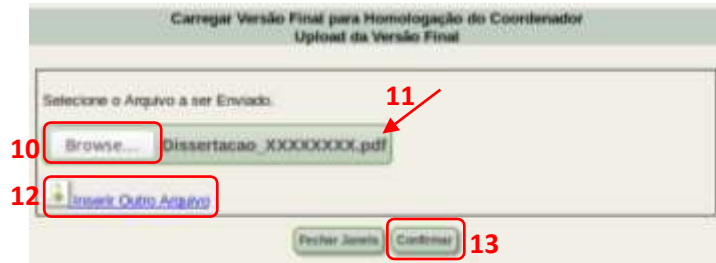 Carregar Versão Final para Homologação do Coordenador
Upload da Versão Final
Selecione o Arquivo a ser Enviado.
11
10 Browse... Dissertacao_XXXXXXXX.pdf
12 Inserir Outro Arquivo
Fechar Janela Confirmar 13